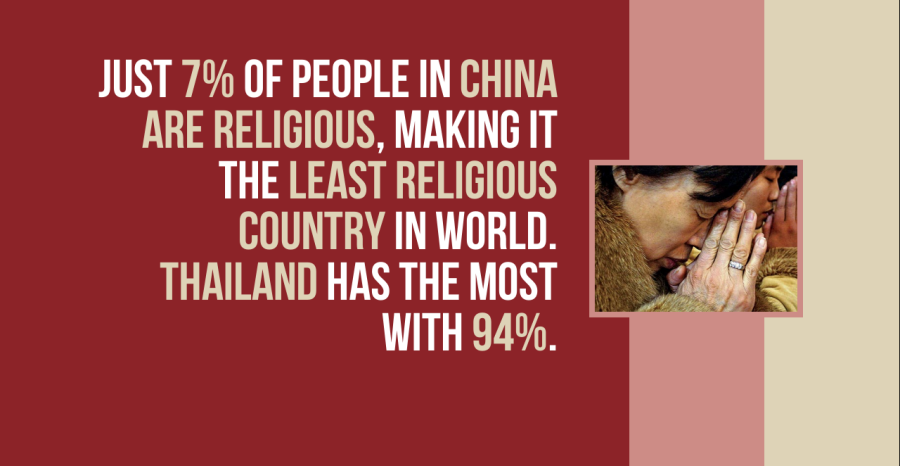 JUST 7% OF PEOPLE IN CHINA
ARE RELIGIOUS, MAKING IT
THE LEAST RELIGIOUS
COUNTRY IN WORLD.
THAILAND HAS THE MOST
WITH 94%.